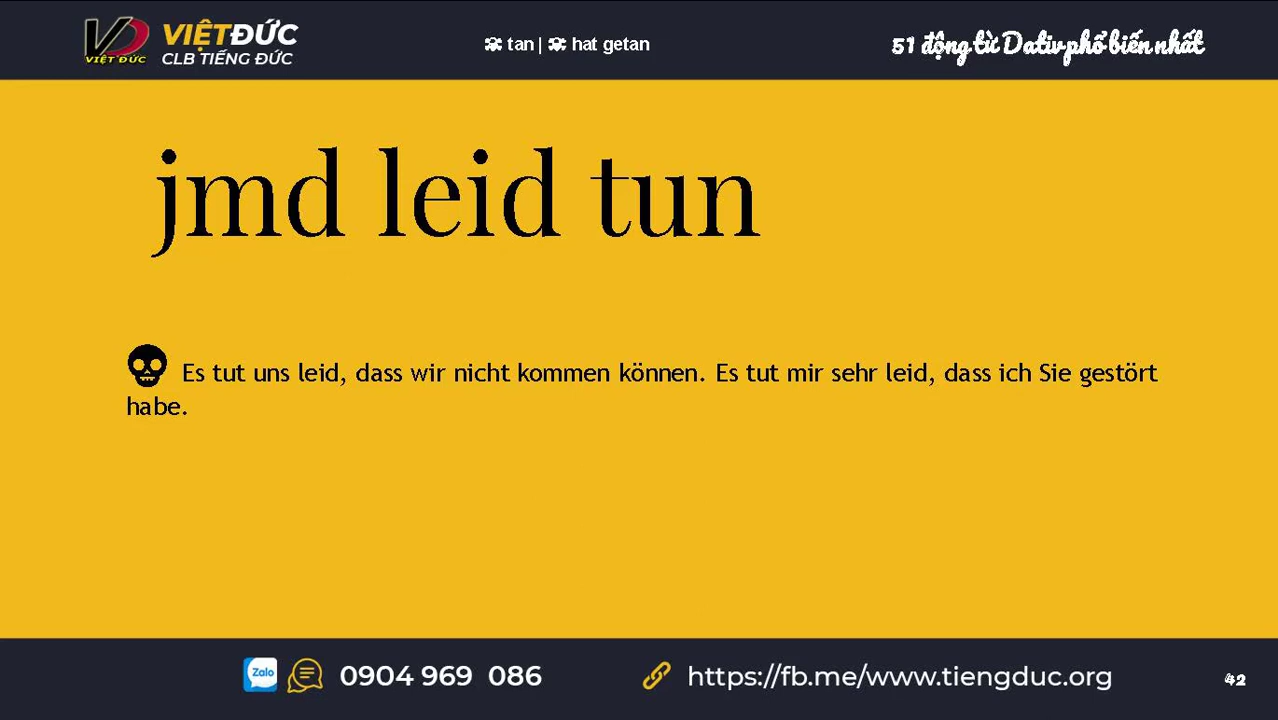 VIỆT ĐỨC
VIỆTĐỨC
CLB TIẾNG ĐỨC
tan | hat getan
51 động từ Dativ phổ biến nhất
jmd leid tun
Es tut uns leid, dass wir nicht kommen können. Es tut mir sehr leid, dass ich Sie gestört
habe.
Zalo
0904 969 086
https://fb.me/www.tiengduc.org
42